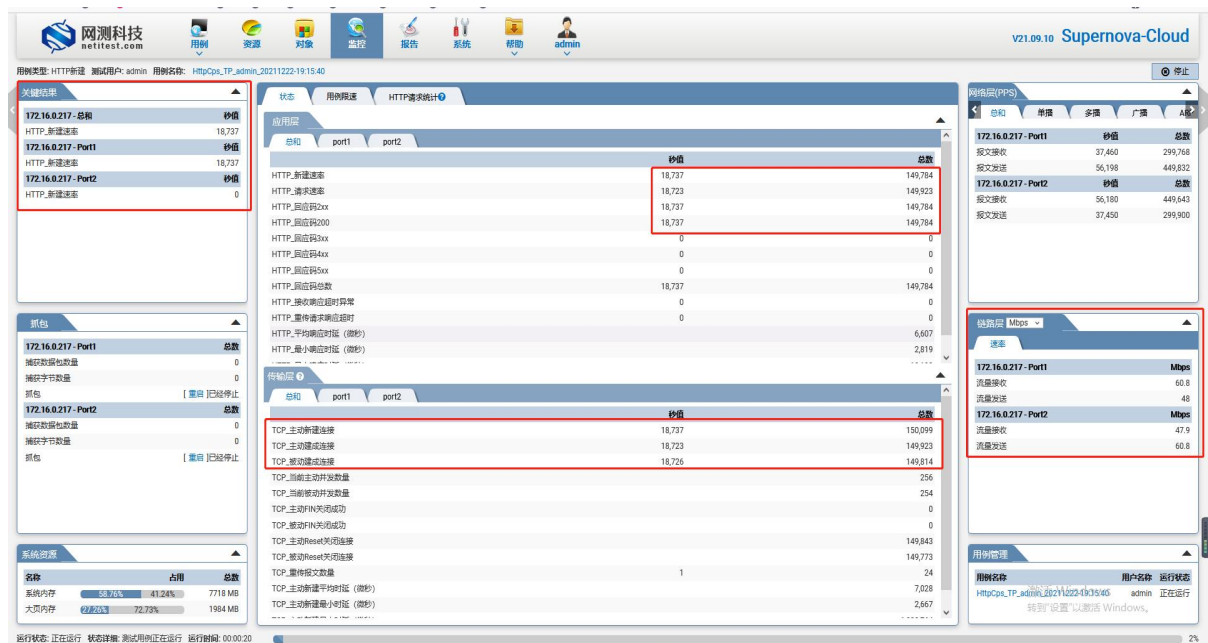 网测科技
netitest.com
用例
资源
对象
监控
报告
系统
帮助
admin
v21.09.10 Supernova-Cloud
用例类型: HTTP新建 测试用户: admin 用例名称: HttpCps_TP_admin_20211222-19:15:40
停止
关键结果
172.16.0.217 - 总和 秒值
HTTP_新建速率 18,737
172.16.0.217 - Port1 秒值
HTTP_新建速率 18,737
172.16.0.217 - Port2 秒值
HTTP_新建速率 0
抓包
172.16.0.217 - Port1 总数
捕获数据包数量 0
捕获字节数量 0
抓包 [ 重启 ]已经停止
172.16.0.217 - Port2 总数
捕获数据包数量 0
捕获字节数量 0
抓包 [ 重启 ]已经停止
系统资源
名称 占用 总数
系统内存 58.76% 41.24% 7718 MB
大页内存 27.26% 72.73% 1984 MB
状态 用例限速 HTTP请求统计
应用层
总和 port1 port2
秒值 总数
HTTP_新建速率 18,737 149,784
HTTP_请求速率 18,723 149,923
HTTP_回应码2xx 18,737 149,784
HTTP_回应码200 18,737 149,784
HTTP_回应码3xx 0 0
HTTP_回应码4xx 0 0
HTTP_回应码5xx 0 0
HTTP_回应码总数 18,737 149,784
HTTP_接收响应超时异常 0 0
HTTP_重传请求响应超时 0 0
HTTP_平均响应时延 (微秒) 6,607
HTTP_最小响应时延 (微秒) 2,819
传输层
总和 port1 port2
秒值 总数
TCP_主动新建连接 18,737 150,099
TCP_主动建成连接 18,723 149,923
TCP_被动建成连接 18,726 149,814
TCP_当前主动并发数量 256
TCP_当前被动并发数量 254
TCP_主动FIN关闭成功 0
TCP_被动FIN关闭成功 0
TCP_主动Reset关闭连接 149,843
TCP_被动Reset关闭连接 149,773
TCP_重传报文数量 1 24
TCP_主动新建平均时延 (微秒) 7,028
TCP_主动新建最小时延 (微秒) 2,667
网络层(PPS)
总和 单播 多播 广播
172.16.0.217 - Port1 秒值 总数
报文接收 37,460 299,768
报文发送 56,198 449,832
172.16.0.217 - Port2 秒值 总数
报文接收 56,180 449,643
报文发送 37,450 299,900
链路层 Mbps
速率
172.16.0.217 - Port1 Mbps
流量接收 60.8
流量发送 48
172.16.0.217 - Port2 Mbps
流量接收 47.9
流量发送 60.8
用例管理
用例名称 用户名称 运行状态
HttpCps_TP_admin_20211222-19:15:40 admin 正在运行
激活 Windows
转到"设置"以激活 Windows。
运行状态: 正在运行 状态详细: 测试用例正在运行 运行时间: 00:00:20
2%